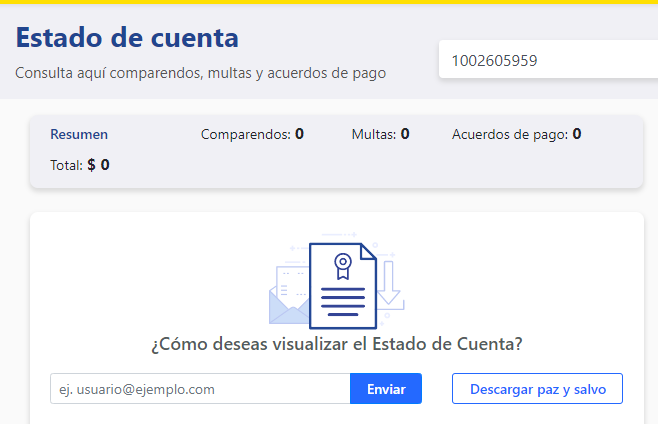 Estado de cuenta
Consulta aquí comparendos, multas y acuerdos de pago
1002605959
Resumen Comparendos: 0 Multas: 0 Acuerdos de pago: 0
Total: $ 0
¿Cómo deseas visualizar el Estado de Cuenta?
ej. usuario@ejemplo.com Enviar Descargar paz y salvo